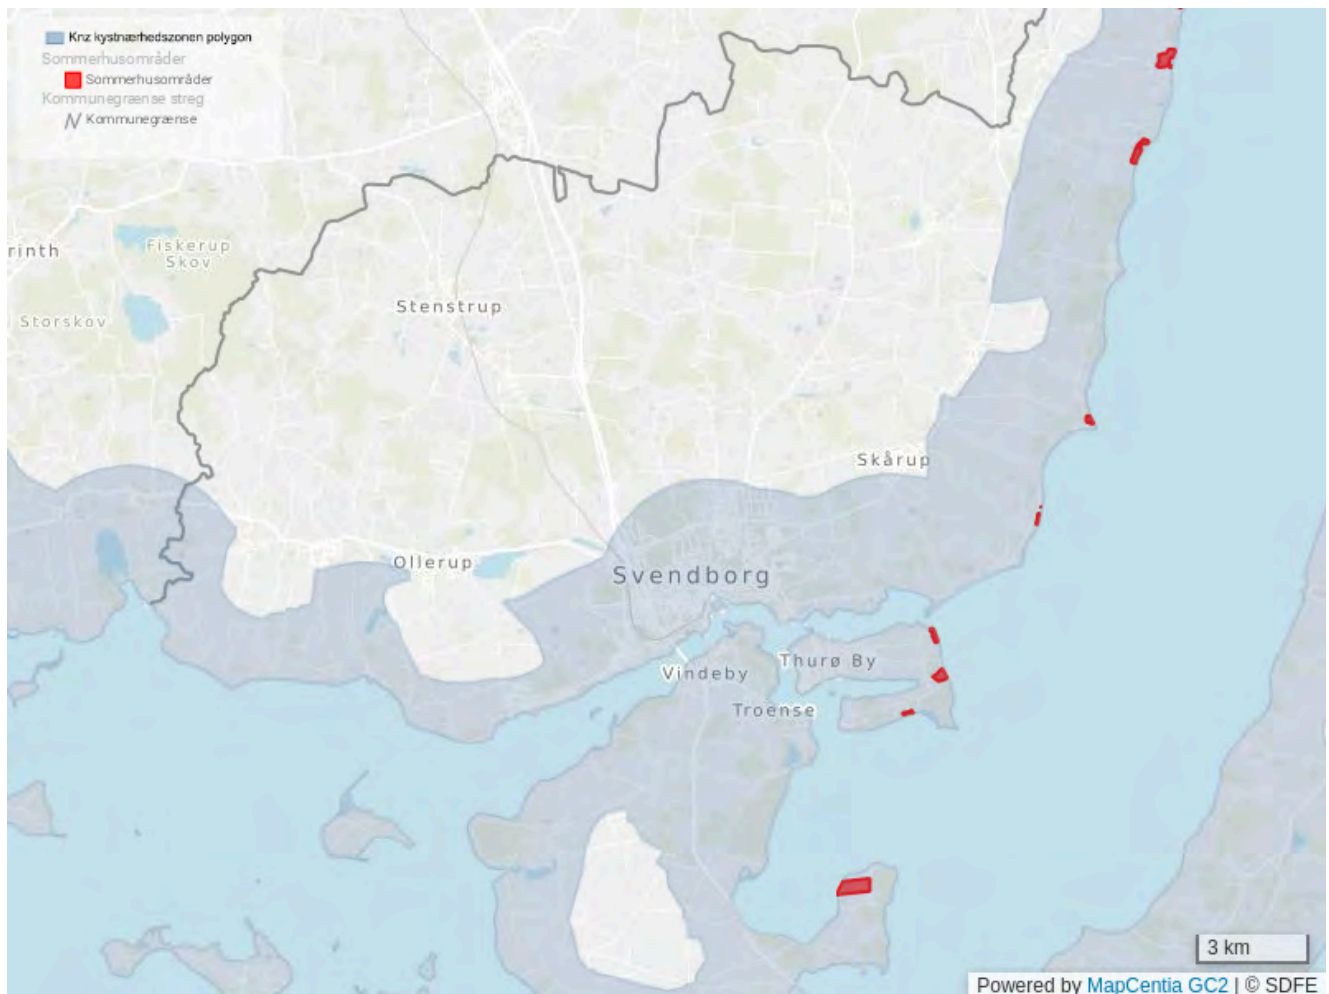 Knz kystnærhedszonen polygon
Sommerhusområder
Sommerhusområder
Kommunegrænse streg
Kommunegrænse
rinth
Fiskerup
Skov
Storskov
Stenstrup
Skårup
Ollerup
Svendborg
Vindeby
Thurø By
Troense
3 km
Powered by MapCentia GC2 | © SDFE